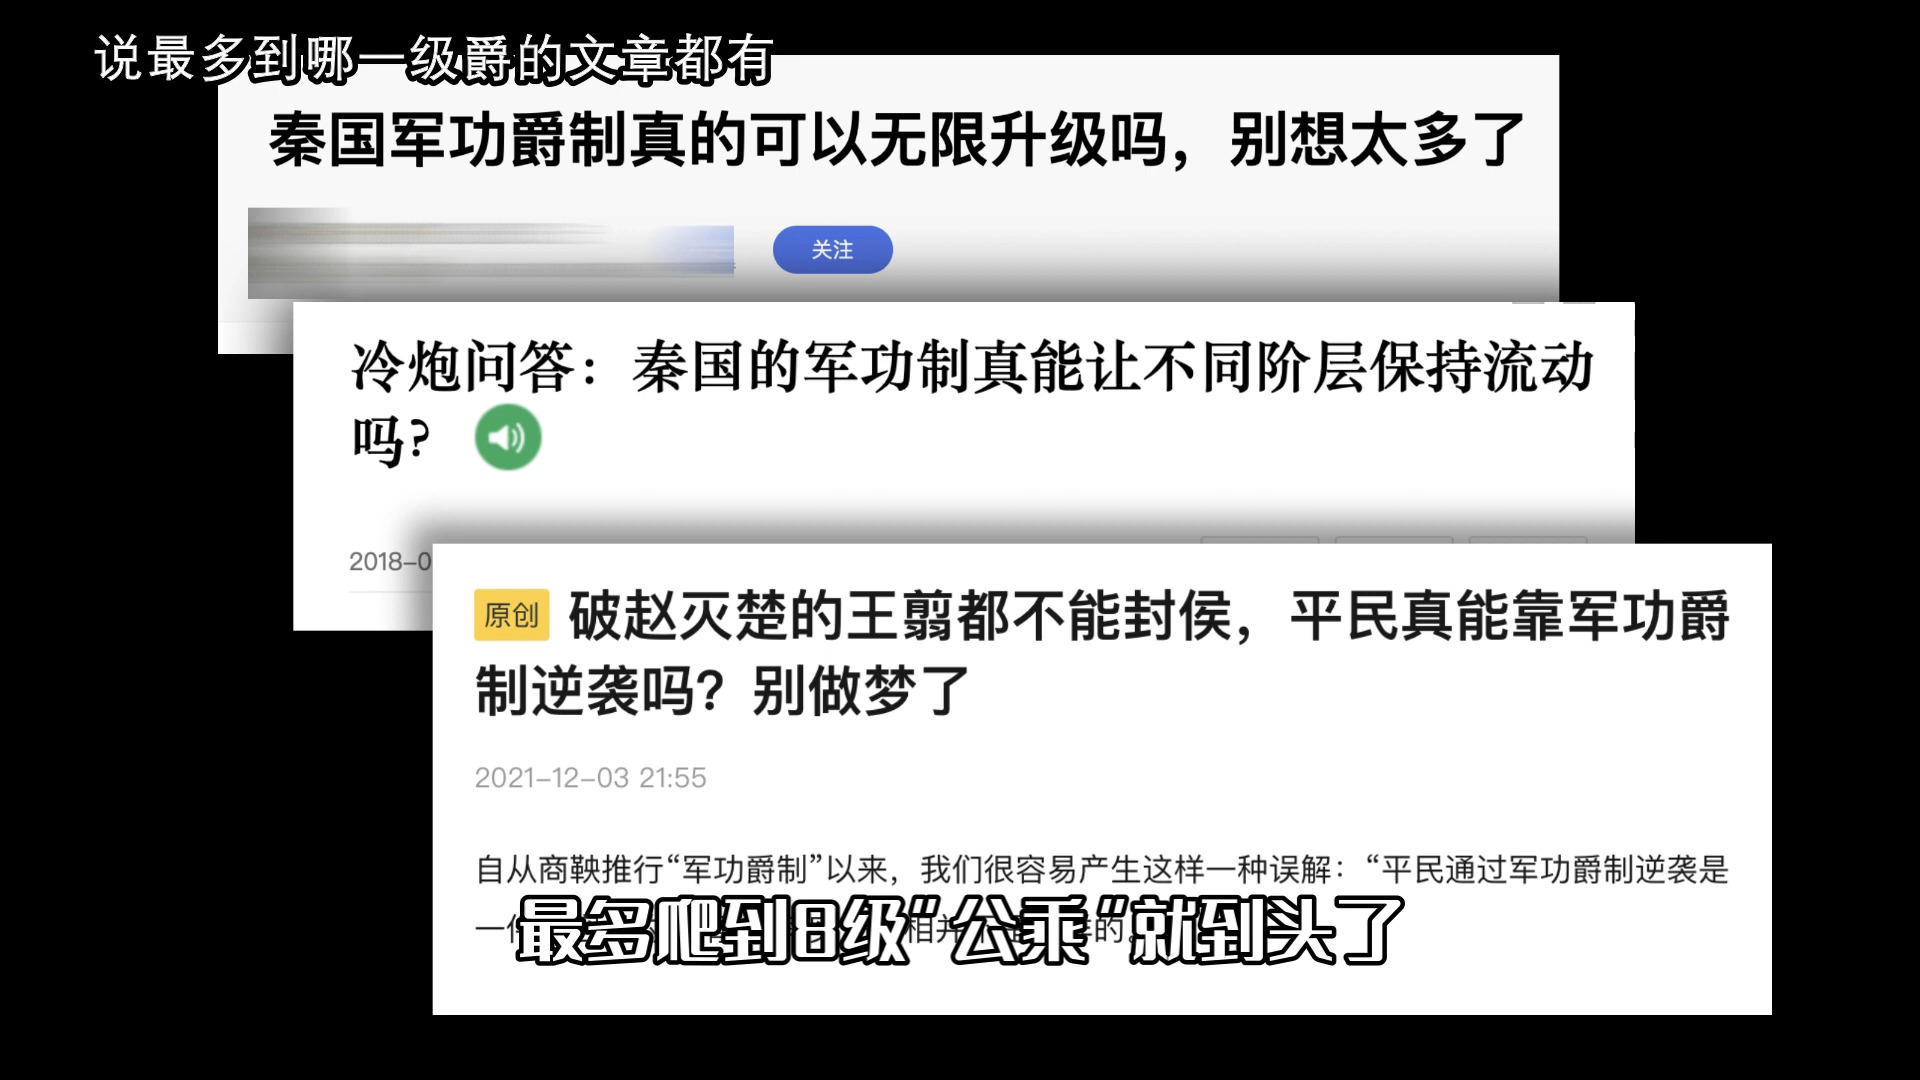 说最多到哪一级爵的文章都有
秦国军功爵制真的可以无限升级吗，别想太多了
关注
冷炮问答：秦国的军功制真能让不同阶层保持流动
吗？
2018-0
原创 破赵灭楚的王翦都不能封侯，平民真能靠军功爵
制逆袭吗？别做梦了
2021-12-03 21:55
自从商鞅推行“军功爵制”以来，我们很容易产生这样一种误解：“平民通过军功爵制逆袭是
最多爬到8级“公乘“就到头了